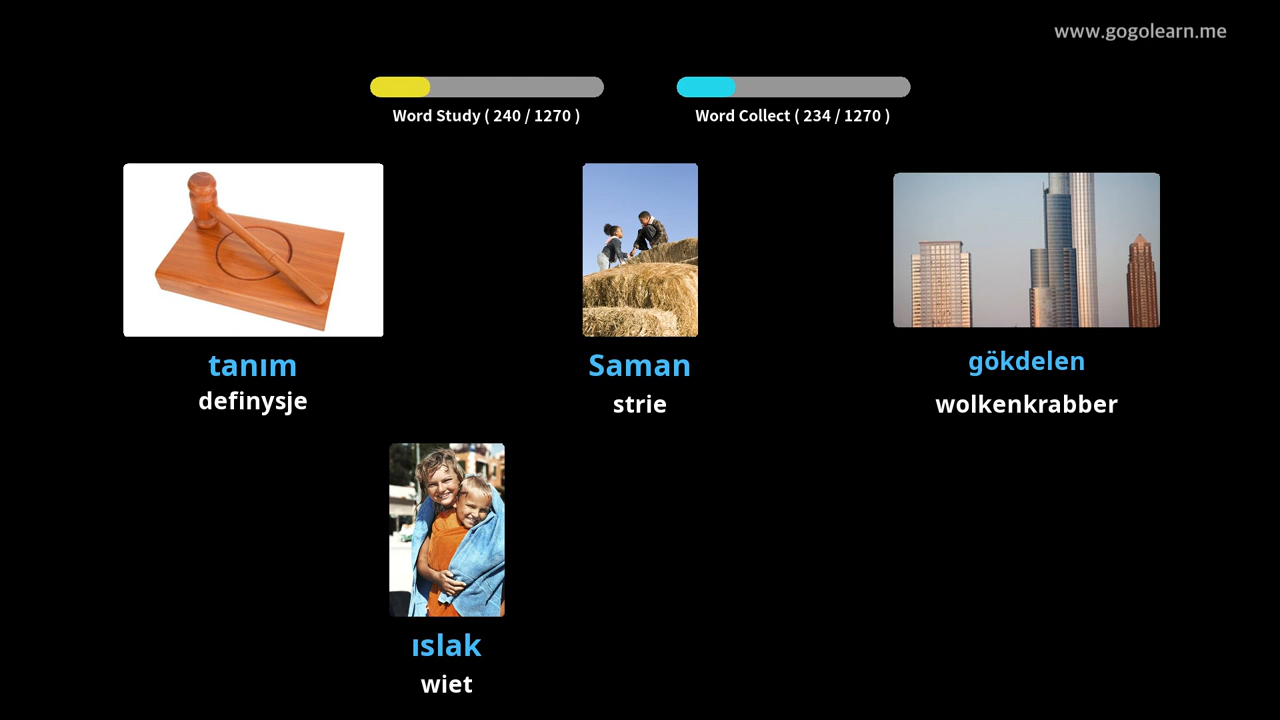 www.gogolearn.me
Word Study ( 240 / 1270 )
Word Collect ( 234 / 1270 )
tanım
definysje
Saman
strie
gökdelen
wolkenkrabber
ıslak
wiet